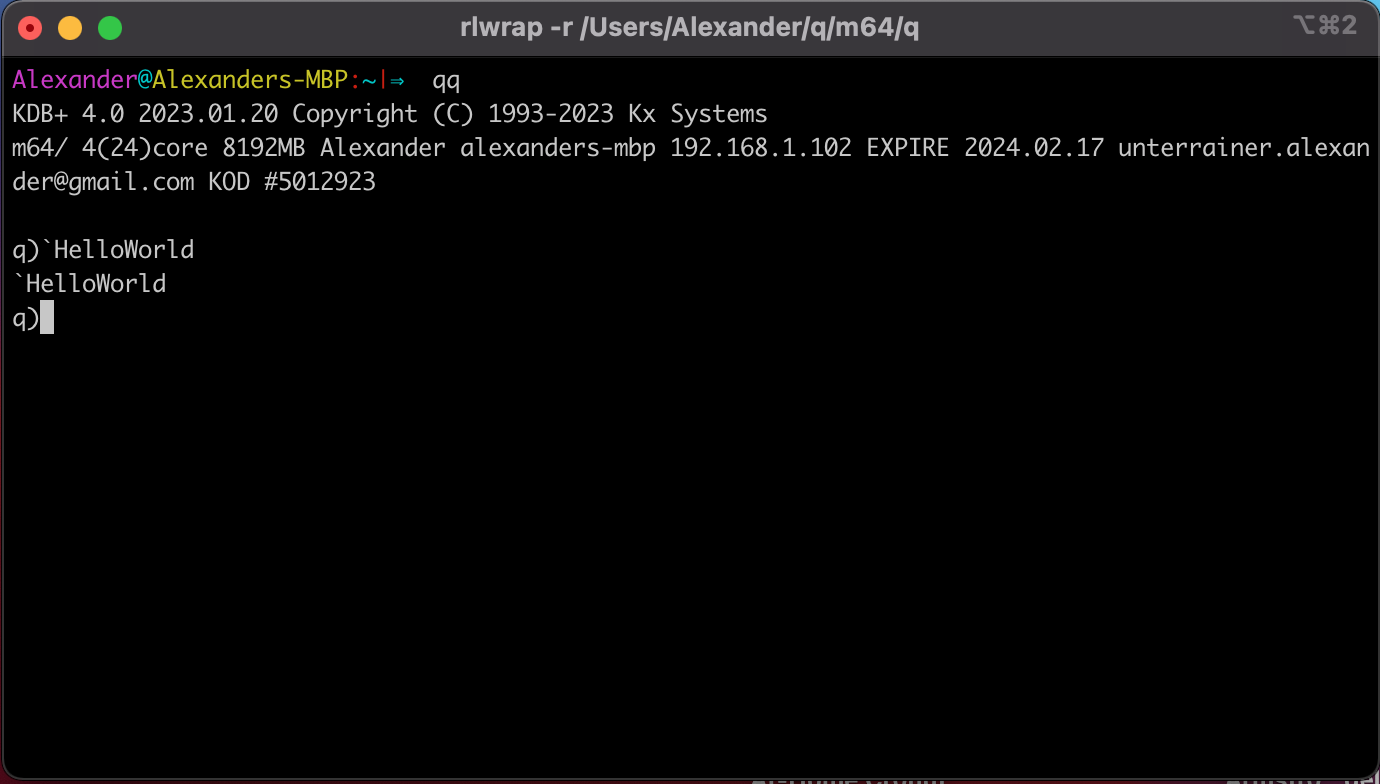 rlwrap -r /Users/Alexander/q/m64/q
⌥⌘2
Alexander@Alexanders-MBP:~|⇒  qq
KDB+ 4.0 2023.01.20 Copyright (C) 1993-2023 Kx Systems
m64/ 4(24)core 8192MB Alexander alexanders-mbp 192.168.1.102 EXPIRE 2024.02.17 unterrainer.alexan
der@gmail.com KOD #5012923
q)`HelloWorld
`HelloWorld
q)